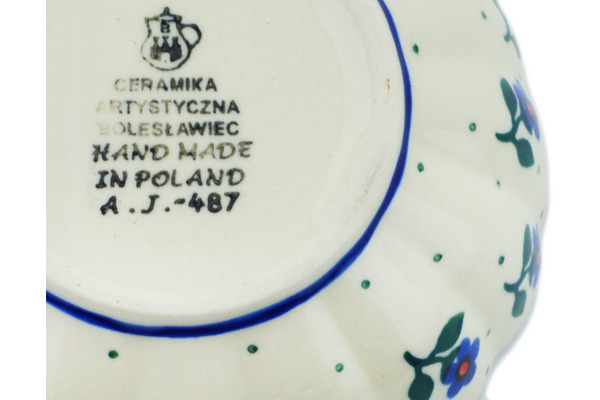 B
CERAMIKA
ARTYSTYCZNA
BOLESŁAWIEC
HAND MADE
IN POLAND
A.J.-487